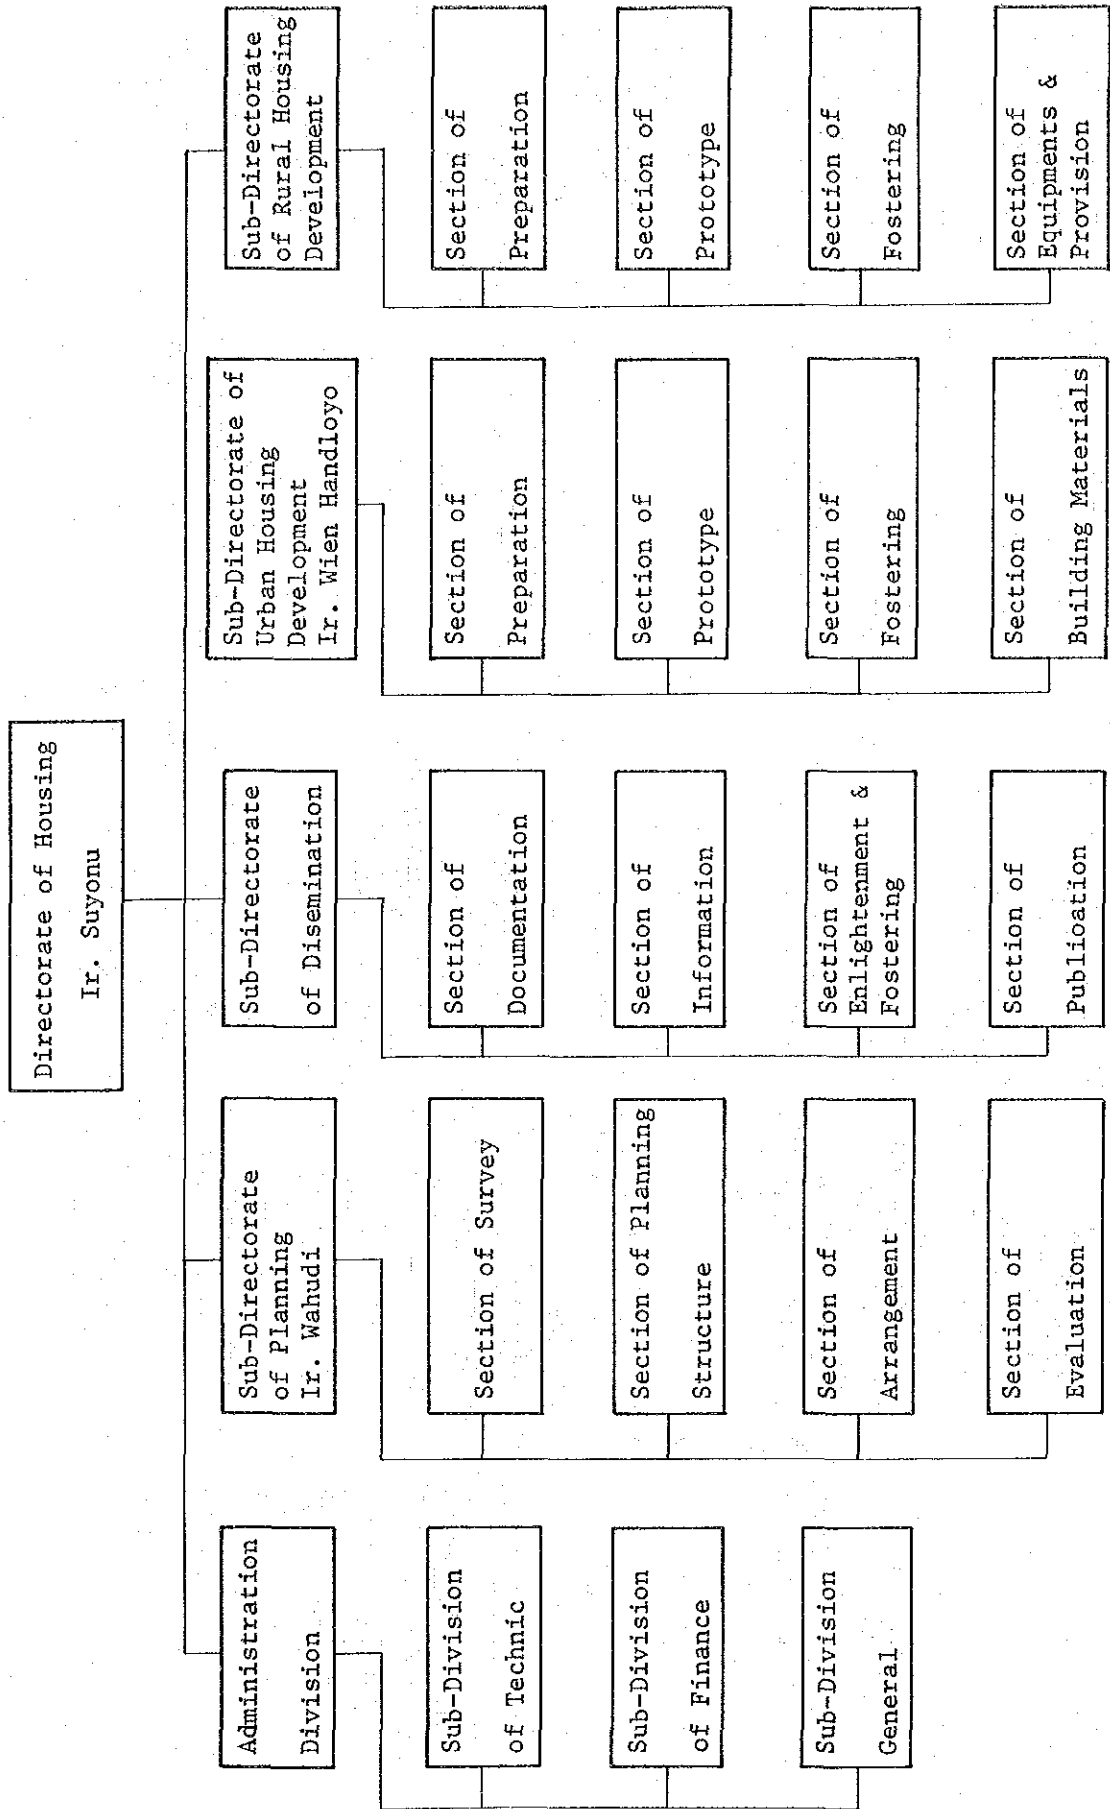 Directorate of Housing
Ir. Suyonu
Administration
Division
Sub-Division
of Technic
Sub-Division
of Finance
Sub-Division
General
Sub-Directorate
of Planning
Ir. Wahudi
Section of Survey
Section of Planning
Structure
Section of
Arrangement
Section of
Evaluation
Sub-Directorate
of Disemination
Section of
Documentation
Section of
Information
Section of
Enlightenment &
Fostering
Section of
Publioation
Sub-Directorate of
Urban Housing
Development
Ir. Wien Handloyo
Section of
Preparation
Section of
Prototype
Section of
Fostering
Section of
Building Materials
Sub-Directorate
of Rural Housing
Development
Section of
Preparation
Section of
Prototype
Section of
Fostering
Section of
Equipments &
Provision